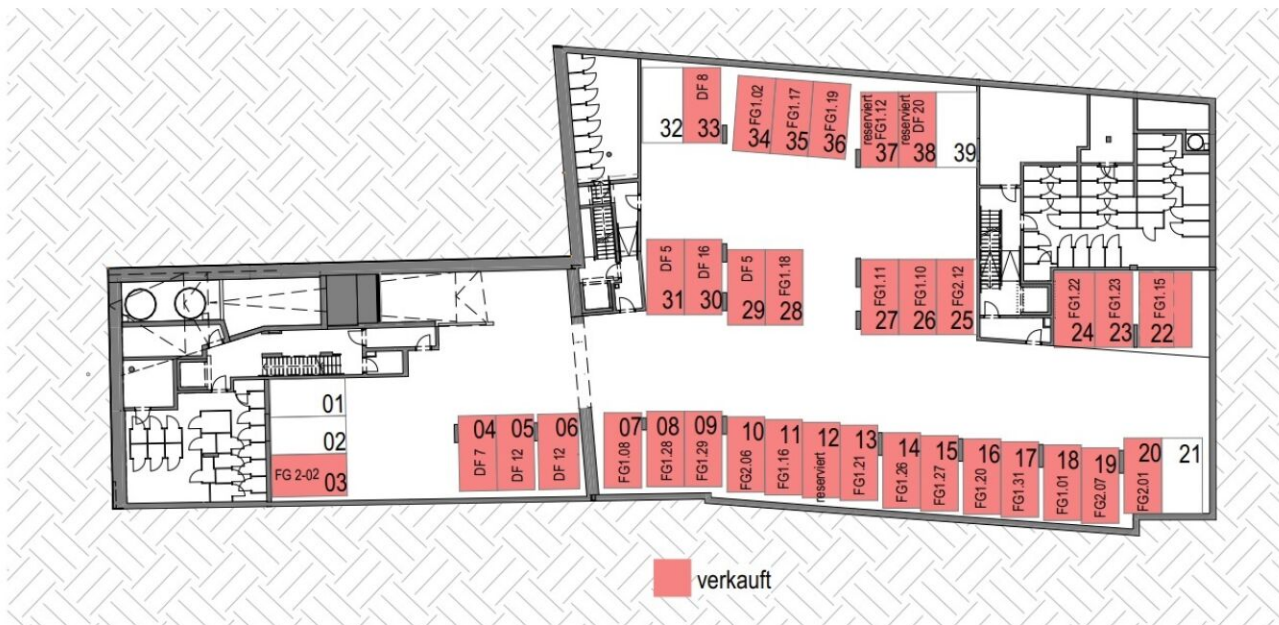 32
DF 8
33
FG1.02
34
FG1.17
35
FG1.19
36
reserviert
FG1.12
37
reserviert
DF 20
38
39
DF 5
31
DF 16
30
DF 5
29
FG1.18
28
FG1.11
27
FG1.10
26
FG2.12
25
FG1.22
24
FG1.23
23
FG1.15
22
01
02
FG 2-02
03
04
DF 7
05
DF 12
06
DF 12
07
FG1.08
08
FG1.28
09
FG1.29
10
FG2.06
11
FG1.16
12
reserviert
13
FG1.21
14
FG1.26
15
FG1.27
16
FG1.20
17
FG1.31
18
FG1.01
19
FG2.07
20
FG2.01
21
verkauft